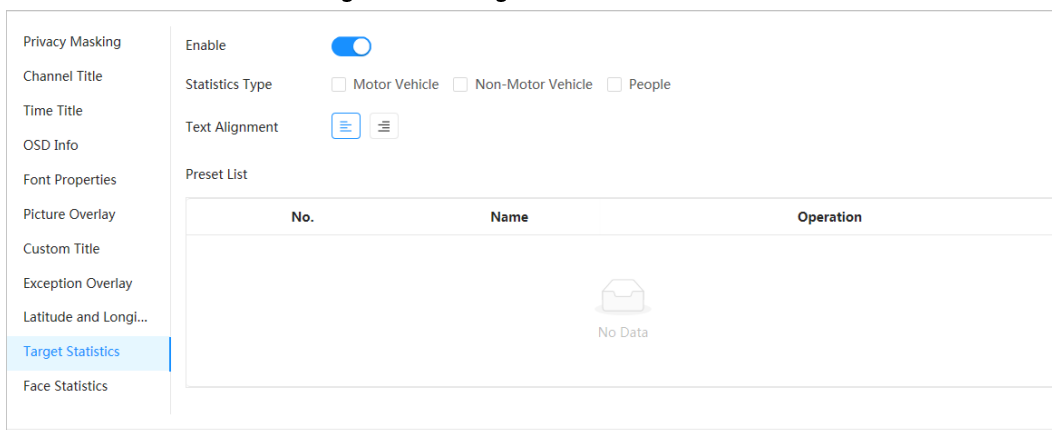 Privacy Masking
Channel Title
Time Title
OSD Info
Font Properties
Picture Overlay
Custom Title
Exception Overlay
Latitude and Longi...
Target Statistics
Face Statistics
Enable
Statistics Type Motor Vehicle Non-Motor Vehicle People
Text Alignment
Preset List
No. Name Operation
No Data